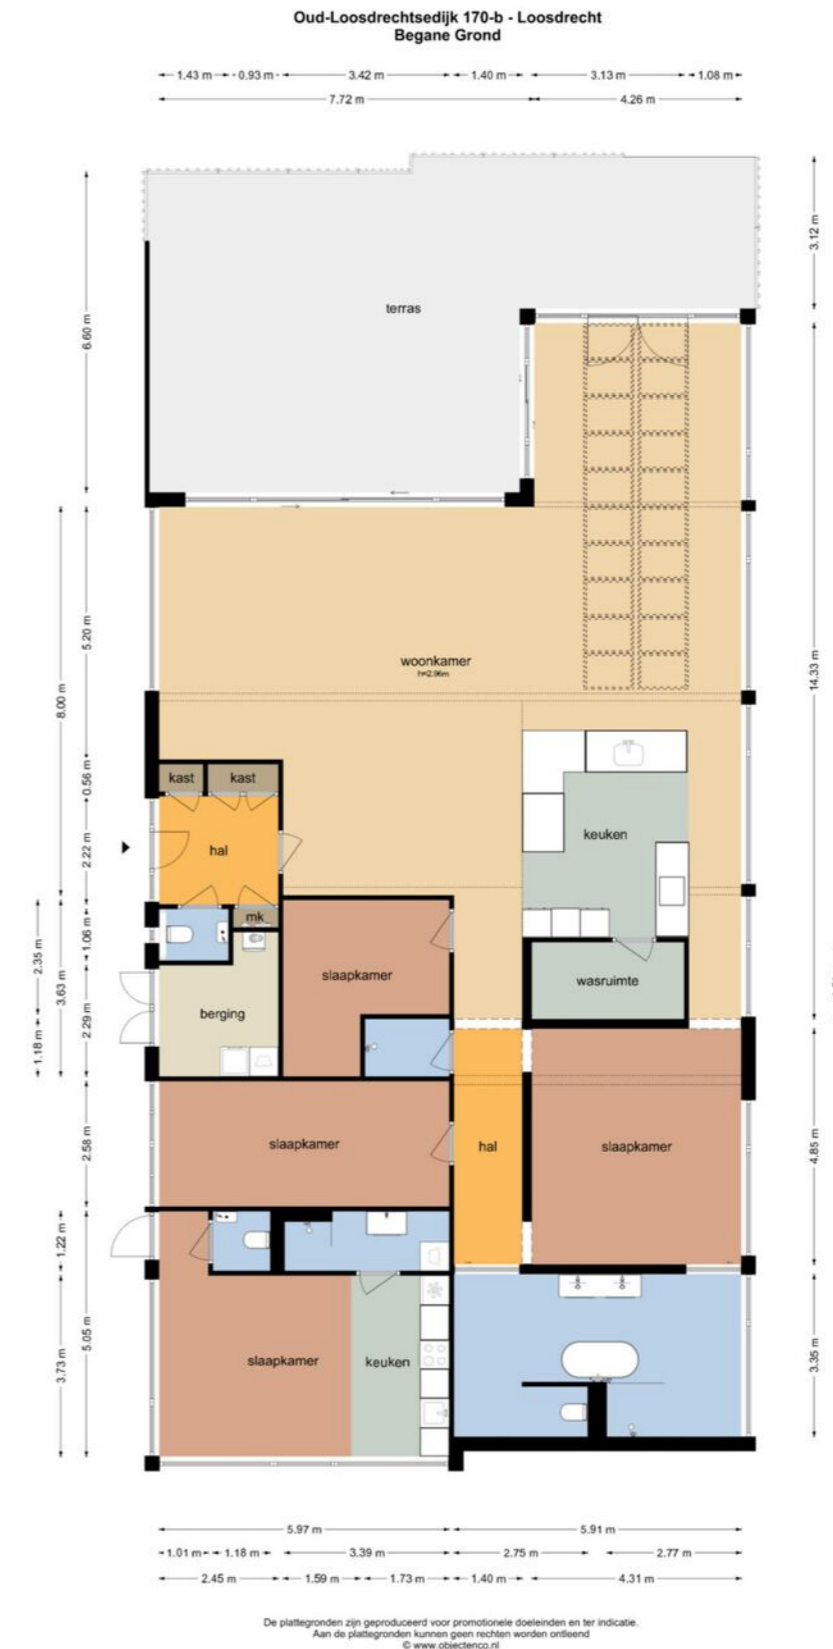 Oud-Loosdrechtsedijk 170-b - Loosdrecht
Begane Grond
1.43 m 0.93 m 3.42 m 1.40 m 3.13 m 1.08 m
7.72 m 4.26 m
3.12 m
terras
6.60 m
5.20 m
woonkamer
h=2.96m
14.33 m
8.00 m
0.56 m
kast kast
keuken
hal
2.22 m
mk
1.06 m
2.35 m
slaapkamer
wasruimte
3.63 m
berging
2.29 m
1.18 m
2.58 m
slaapkamer
hal
slaapkamer
4.85 m
1.22 m
5.05 m
3.35 m
slaapkamer
keuken
3.73 m
5.97 m 5.91 m
1.01 m 1.18 m 3.39 m 2.75 m 2.77 m
2.45 m 1.59 m 1.73 m 1.40 m 4.31 m
De plattegronden zijn geproduceerd voor promotionele doeleinden en ter indicatie.
Aan de plattegronden kunnen geen rechten worden ontleend
© www.objectenco.nl